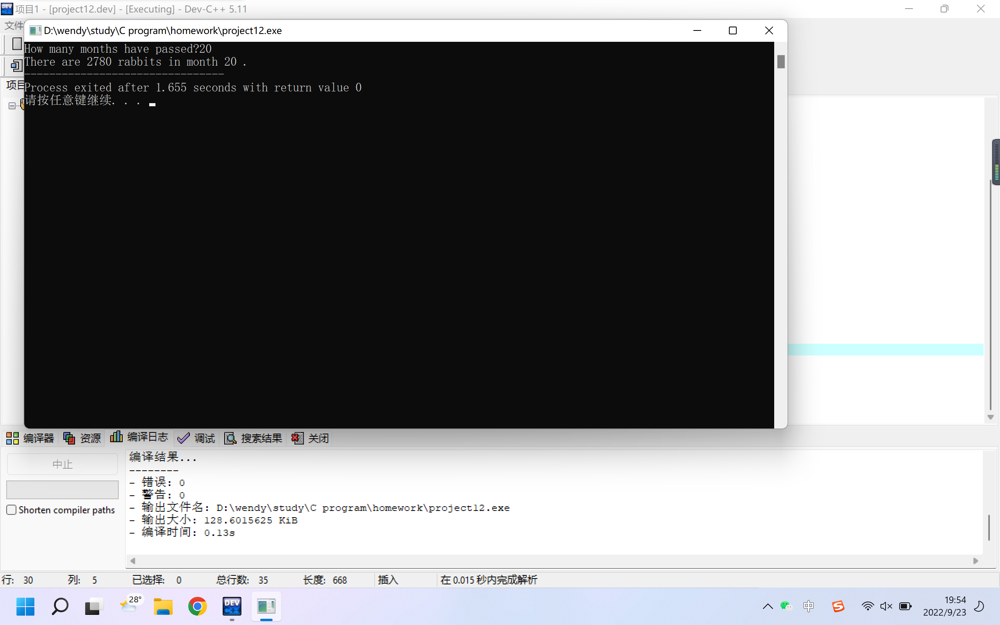 项目1 - [project12.dev] - [Executing] - Dev-C++ 5.11
文件
D:\wendy\study\C program\homework\project12.exe
How many months have passed?20
There are 2780 rabbits in month 20 .
--------------------------------
Process exited after 1.655 seconds with return value 0
请按任意键继续. . .
项目
编译器 资源 编译日志 调试 搜索结果 关闭
中止
Shorten compiler paths
编译结果...
--------
- 错误: 0
- 警告: 0
- 输出文件名: D:\wendy\study\C program\homework\project12.exe
- 输出大小: 128.6015625 KiB
- 编译时间: 0.13s
行: 30 列: 5 已选择: 0 总行数: 35 长度: 668 插入 在 0.015 秒内完成解析
28°
DEV C++
中
19:54
2022/9/23